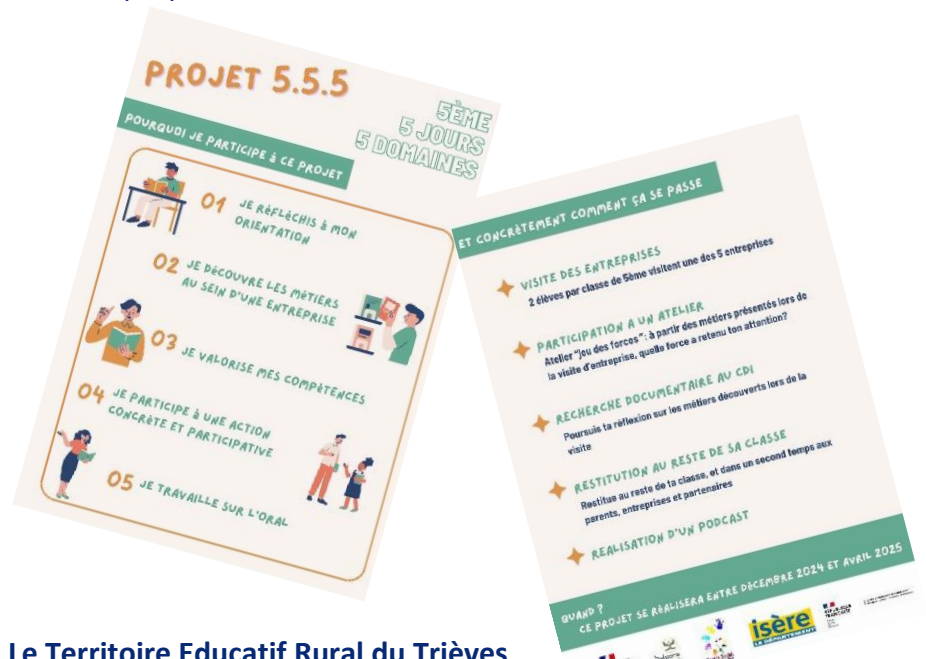 PROJET 5.5.5
5ÈME
5 JOURS
5 DOMAINES
POURQUOI JE PARTICIPE à CE PROJET
01 JE RÉFLÉCHIS à MON
ORIENTATION
02 JE DÉCOUVRE LES MÉTIERS
AU SEIN D'UNE ENTREPRISE
03 JE VALORISE MES COMPÉTENCES
04 JE PARTICIPE à UNE ACTION
CONCRÈTE ET PARTICIPATIVE
05 JE TRAVAILLE SUR L'ORAL
ET CONCRÈTEMENT COMMENT ÇA SE PASSE
VISITE DES ENTREPRISES
2 élèves par classe de 5ème visitent une des 5 entreprises
PARTICIPATION A UN ATELIER
Atelier "jeu des forces" : à partir des métiers présentés lors de
la visite d'entreprise, quelle force a retenu ton attention?
RECHERCHE DOCUMENTAIRE AU CDI
Poursuis ta réflexion sur les métiers découverts lors de la
visite
RESTITUTION AU RESTE DE SA CLASSE
Restitue au reste de ta classe, et dans un second temps aux
parents, entreprises et partenaires
REALISATION D'UN PODCAST
QUAND ?
CE PROJET SE RÉALISERA ENTRE DÉCEMBRE 2024 ET AVRIL 2025
isère
LE DÉPARTEMENT
Le Territoire Educatif Rural du Trièves